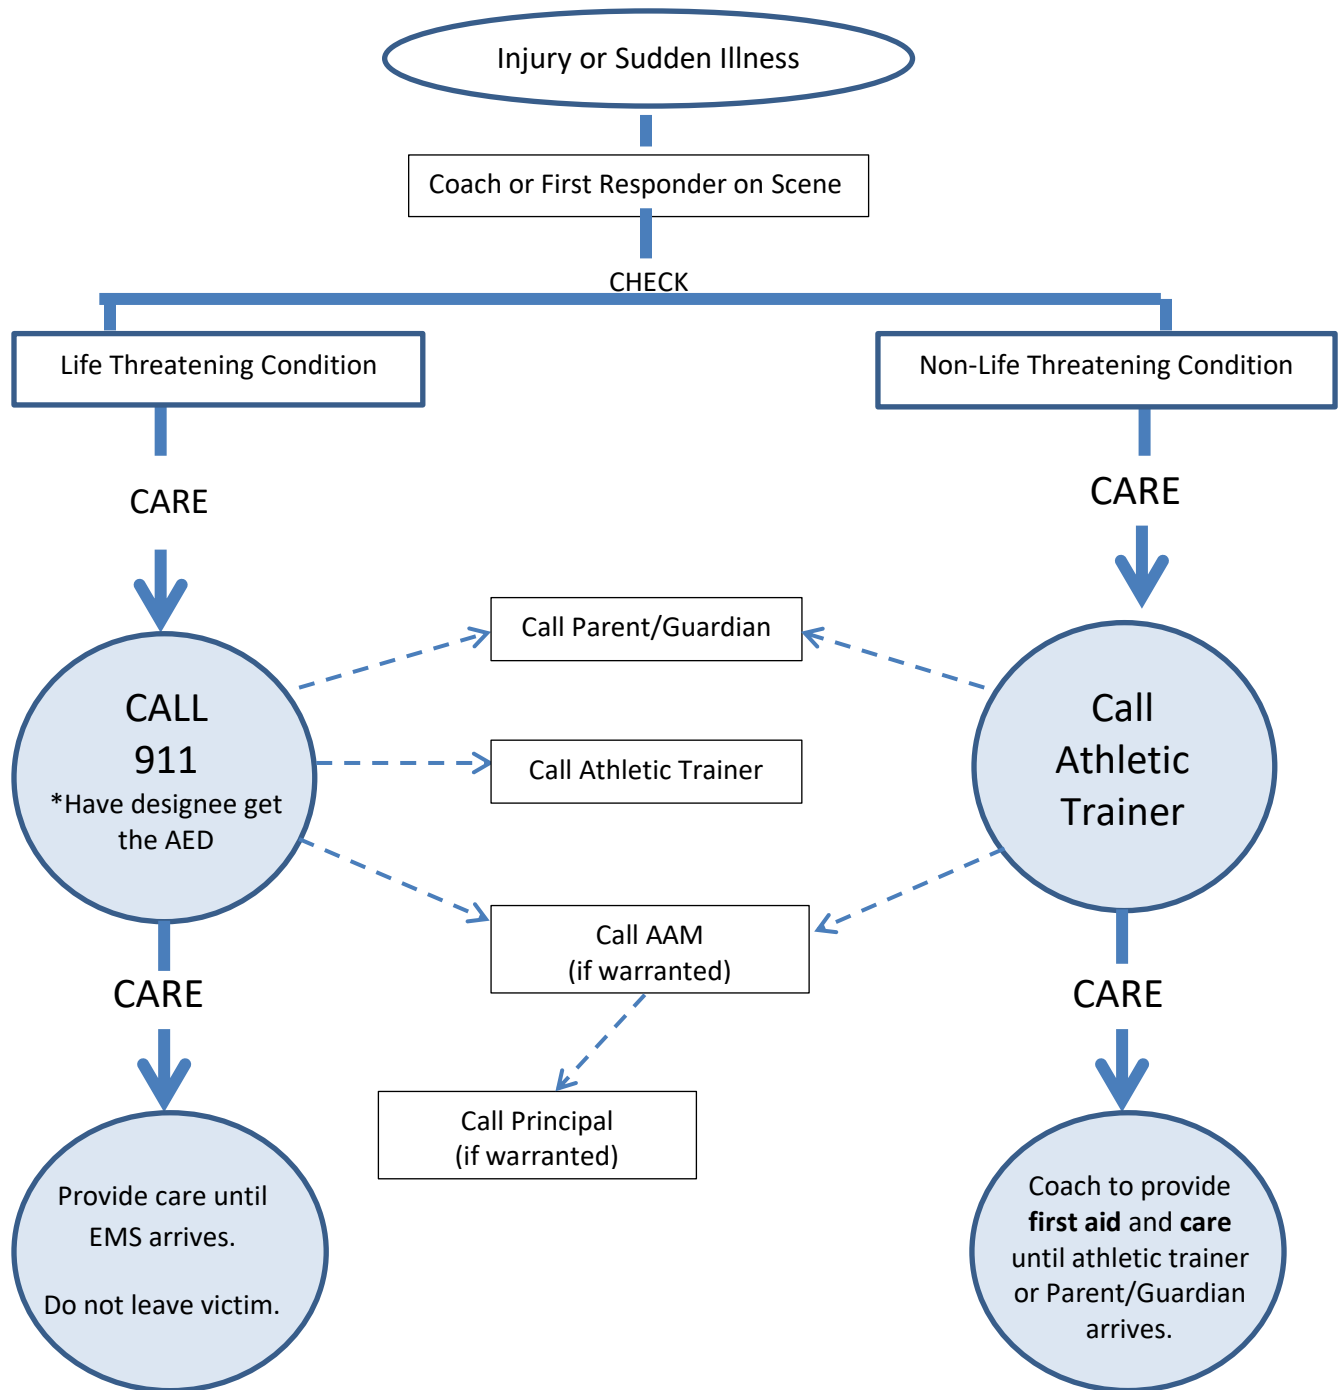 Injury or Sudden Illness
Coach or First Responder on Scene
CHECK
Life Threatening Condition
Non-Life Threatening Condition
CARE
CARE
CALL
911
*Have designee get
the AED
Call Parent/Guardian
Call Athletic Trainer
Call AAM
(if warranted)
Call Principal
(if warranted)
Call
Athletic
Trainer
CARE
CARE
Provide care until
EMS arrives.
Do not leave victim.
Coach to provide
first aid and care
until athletic trainer
or Parent/Guardian
arrives.